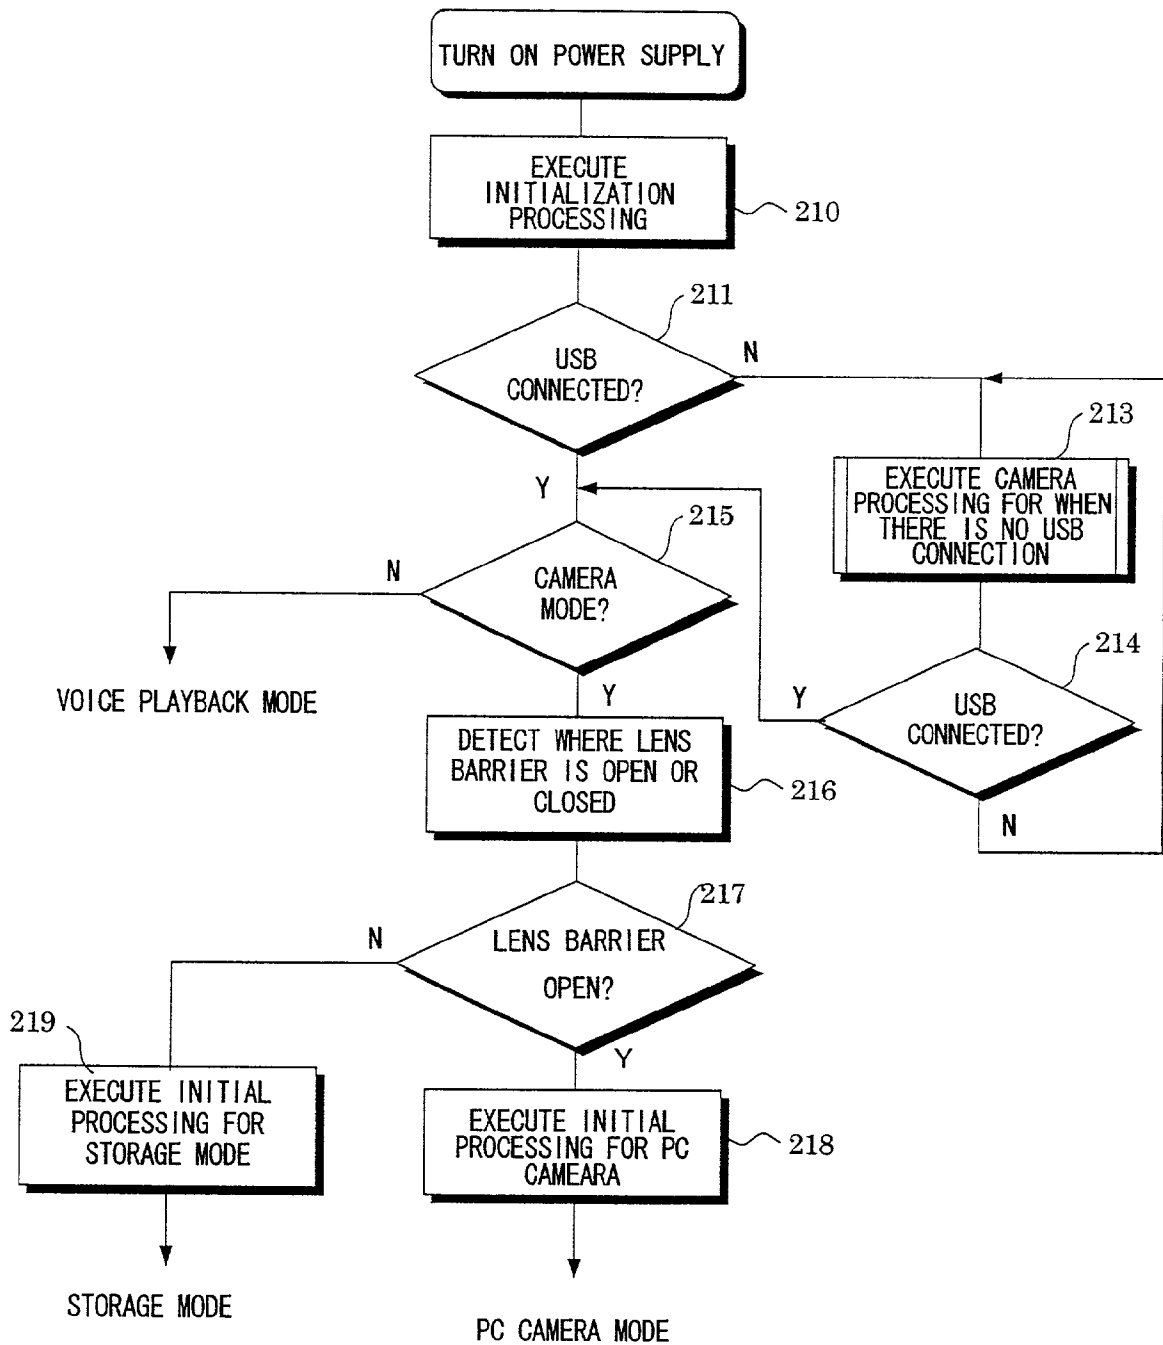 TURN ON POWER SUPPLY
EXECUTE
INITIALIZATION
PROCESSING
210
211
USB
CONNECTED?
N
Y
213
EXECUTE CAMERA
PROCESSING FOR WHEN
THERE IS NO USB
CONNECTION
215
CAMERA
MODE?
N
Y
VOICE PLAYBACK MODE
214
USB
CONNECTED?
Y
N
DETECT WHERE LENS
BARRIER IS OPEN OR
CLOSED
216
217
LENS BARRIER
OPEN?
N
Y
219
EXECUTE INITIAL
PROCESSING FOR
STORAGE MODE
EXECUTE INITIAL
PROCESSING FOR PC
CAMEARA
218
STORAGE MODE
PC CAMERA MODE